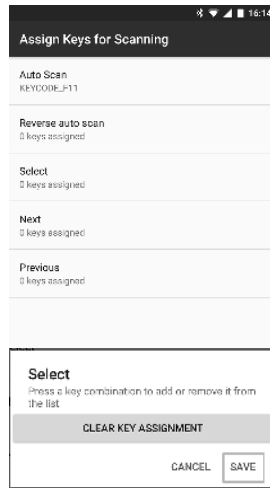 16:14
Assign Keys for Scanning
Auto Scan
KEYCODE_F11
Reverse auto scan
0 keys assigned
Select
0 keys assigned
Next
0 keys assigned
Previous
0 keys assigned
Select
Press a key combination to add or remove it from
the list
CLEAR KEY ASSIGNMENT
CANCEL SAVE